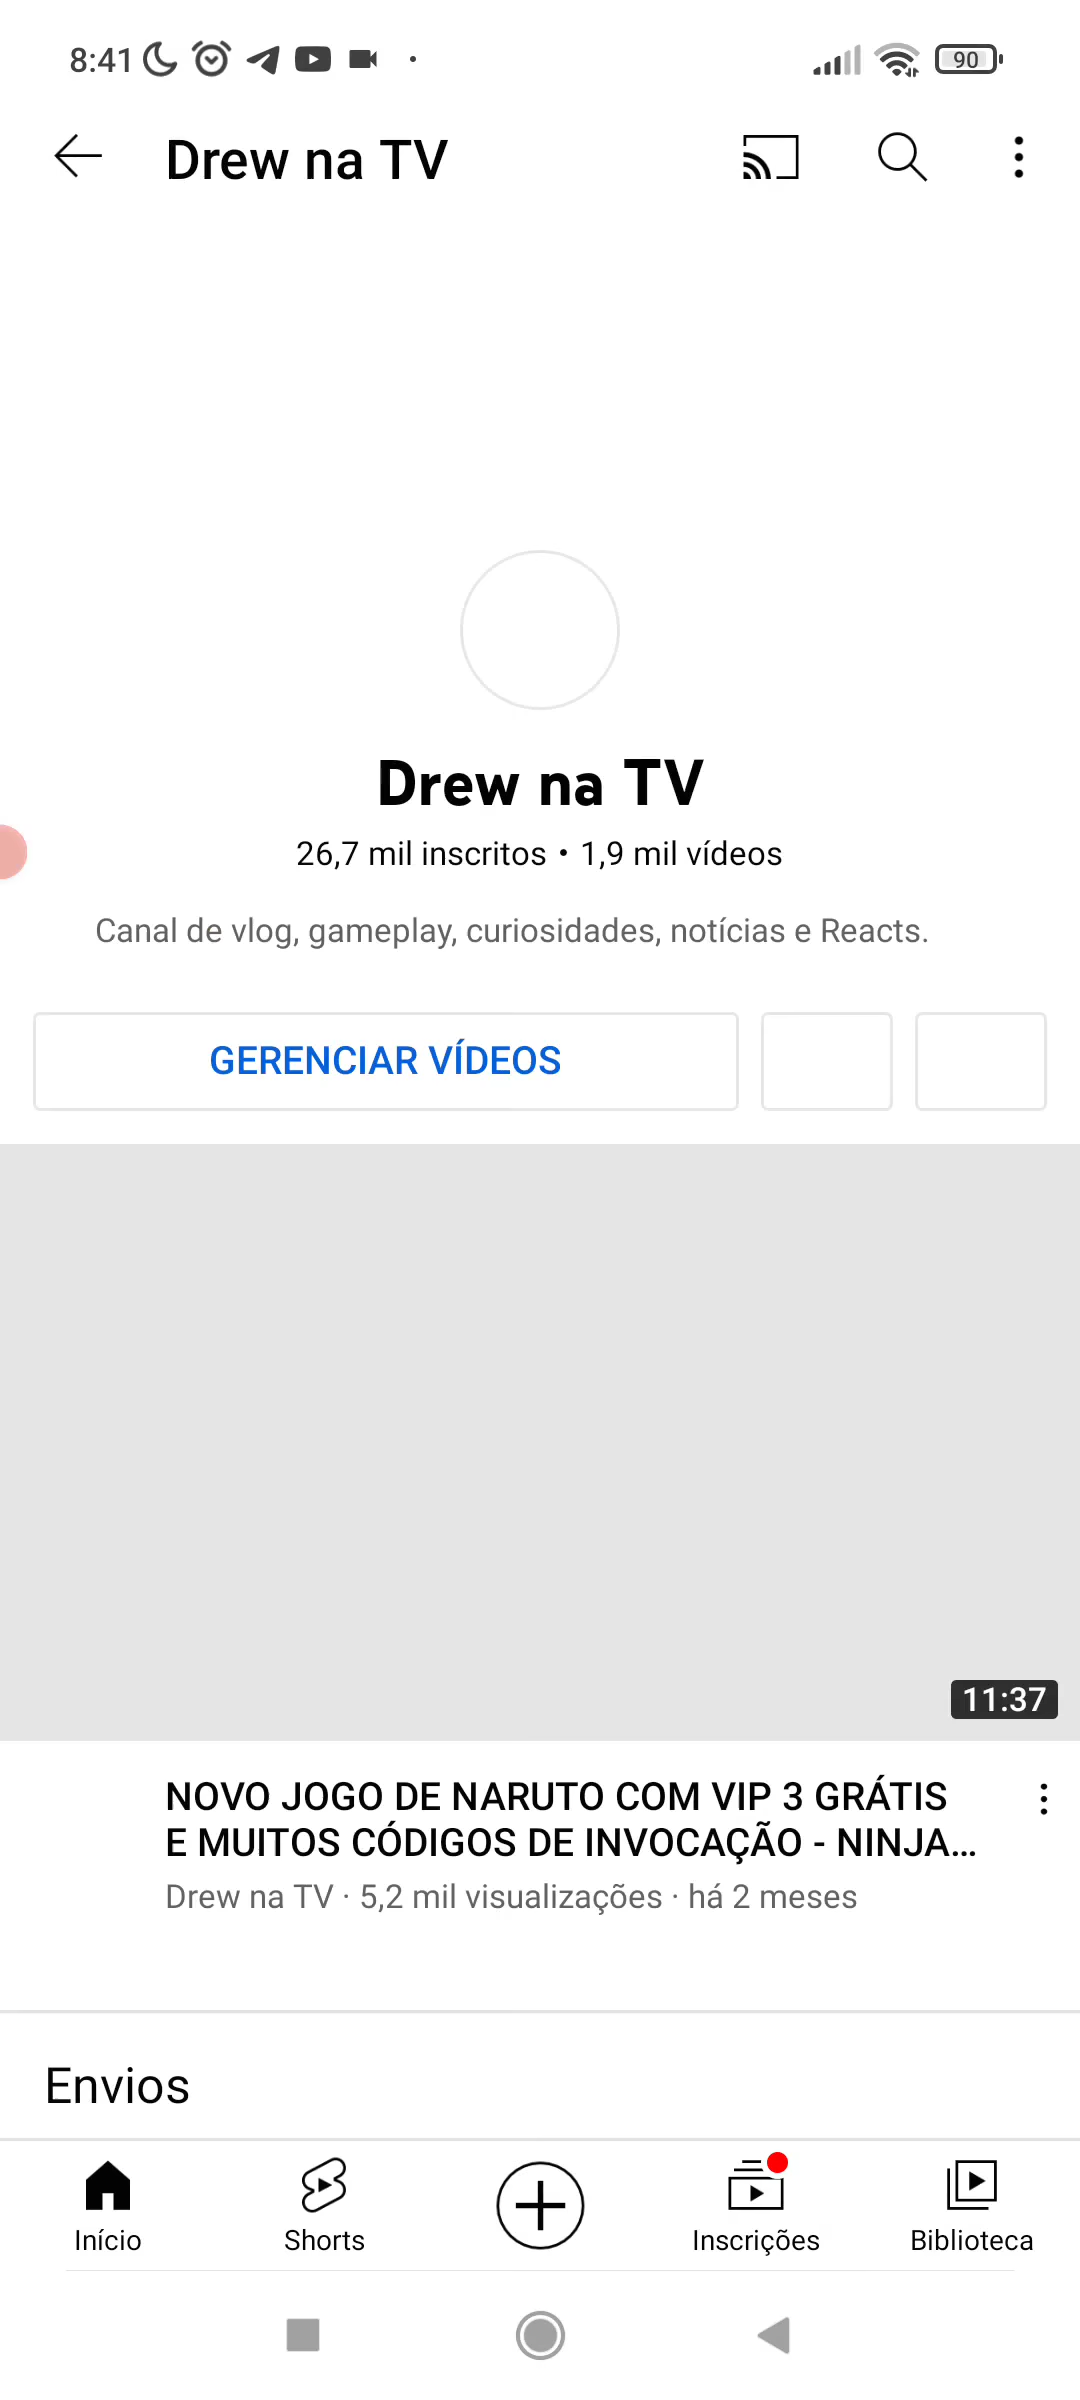 8:41
90
Drew na TV
Drew na TV
26,7 mil inscritos • 1,9 mil vídeos
Canal de vlog, gameplay, curiosidades, notícias e Reacts.
GERENCIAR VÍDEOS
11:37
NOVO JOGO DE NARUTO COM VIP 3 GRÁTIS
E MUITOS CÓDIGOS DE INVOCAÇÃO - NINJA...
Drew na TV · 5,2 mil visualizações · há 2 meses
Envios
Início
Shorts
Inscrições
Biblioteca